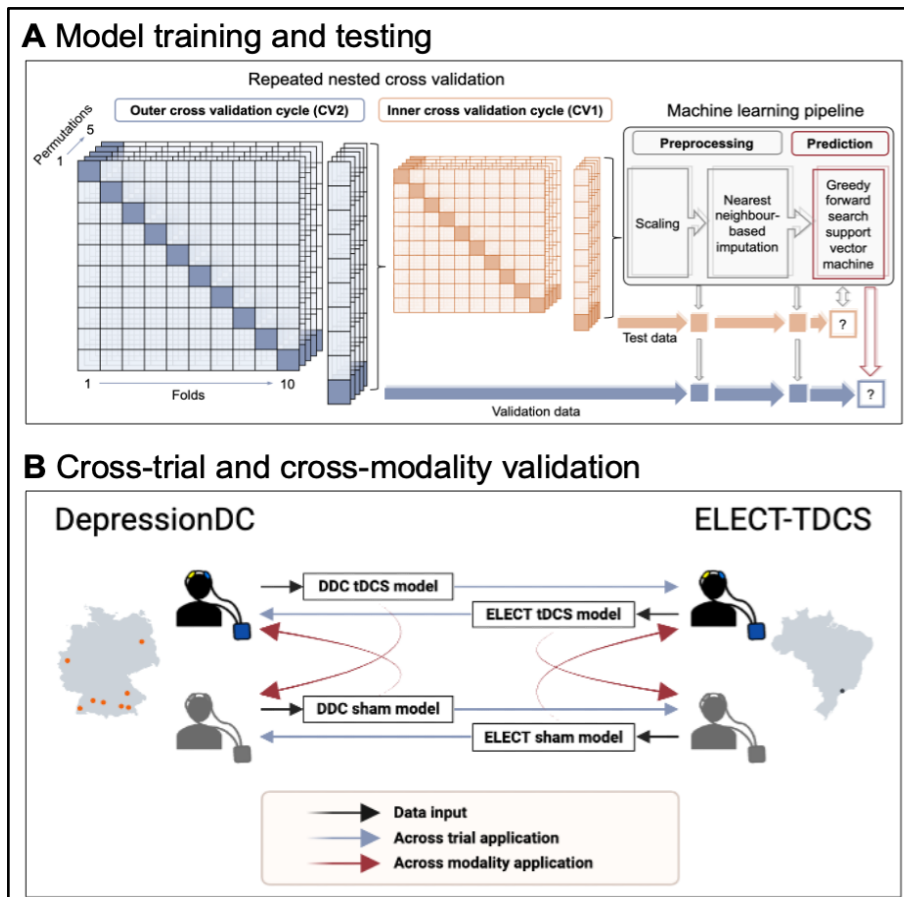 A Model training and testing
Repeated nested cross validation
Permutations
1
5
Outer cross validation cycle (CV2)
Inner cross validation cycle (CV1)
Machine learning pipeline
Preprocessing
Prediction
Scaling
Nearest
neighbour-
based
imputation
Greedy
forward
search
support
vector
machine
Test data
?
1
10
Folds
Validation data
?
B Cross-trial and cross-modality validation
DepressionDC
ELECT-TDCS
DDC tDCS model
ELECT tDCS model
DDC sham model
ELECT sham model
Data input
Across trial application
Across modality application